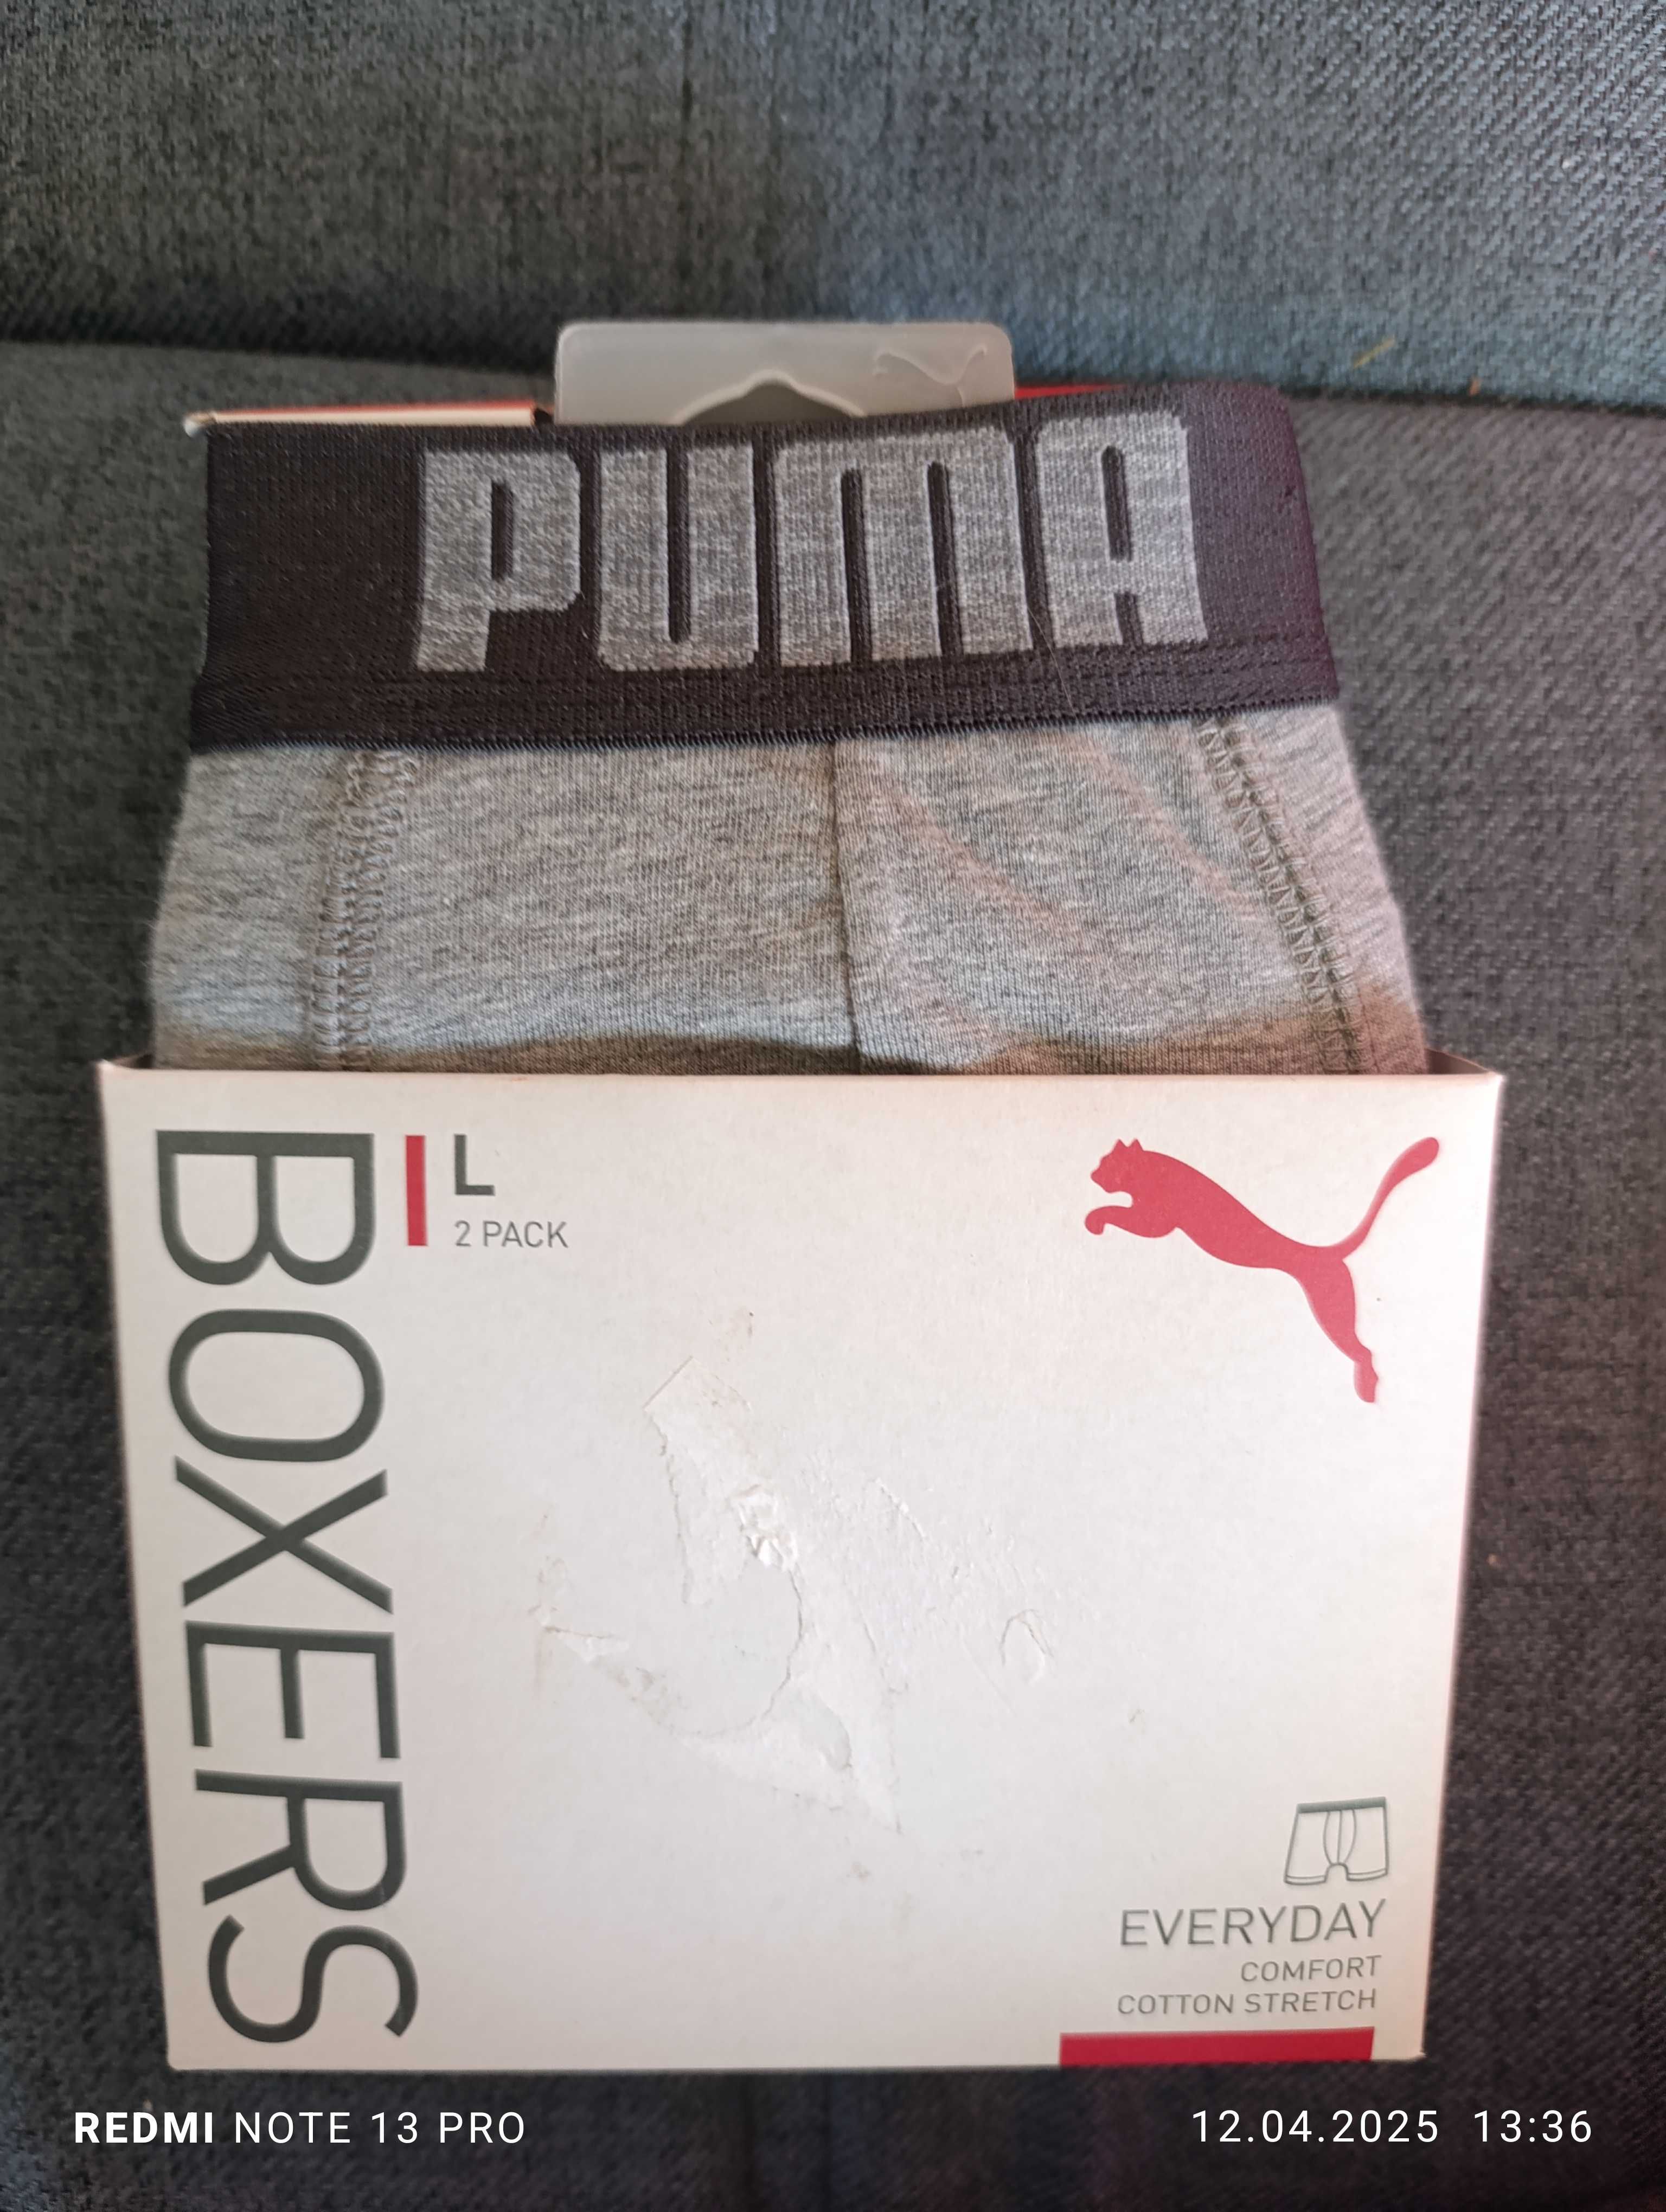 PUMA
BOXERS
L
2 PACK
EVERYDAY
COMFORT
COTTON STRETCH
REDMI NOTE 13 PRO
12.04.2025 13:36